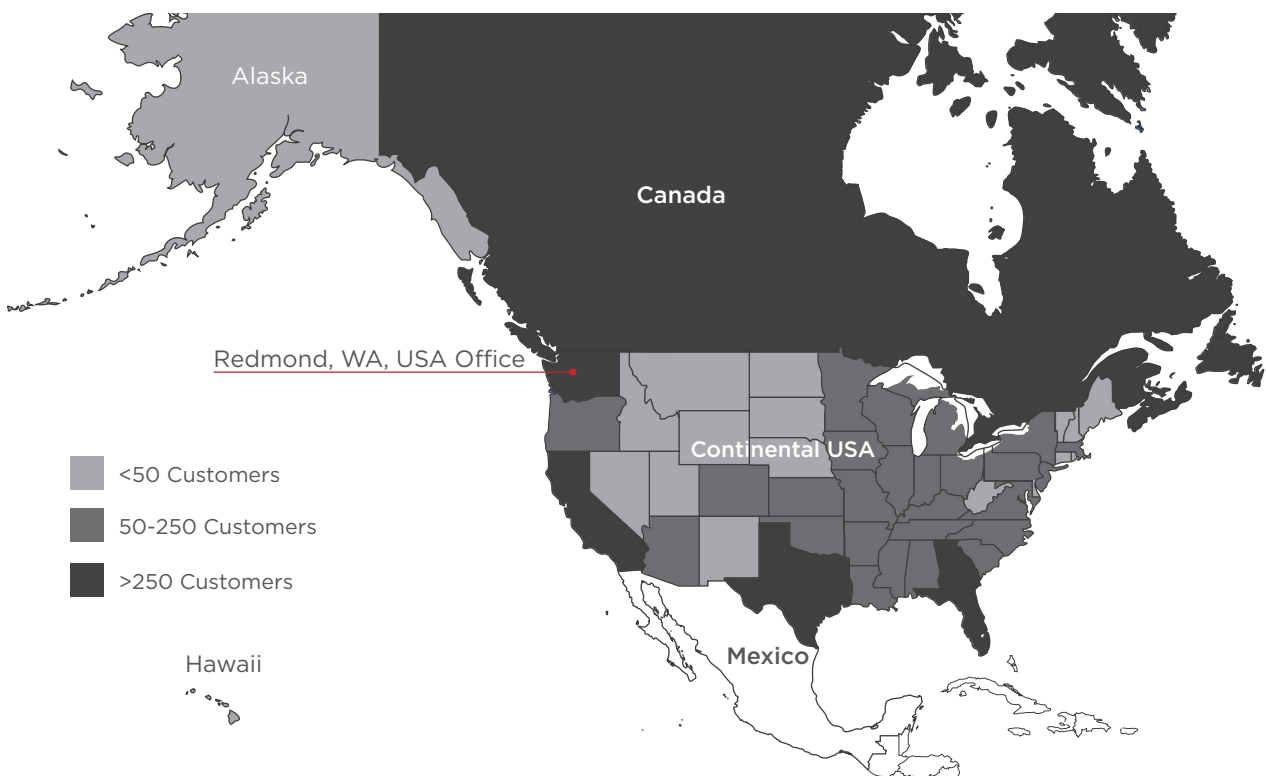 Alaska
Canada
Redmond, WA, USA Office
Continental USA
<50 Customers
50-250 Customers
>250 Customers
Hawaii
Mexico